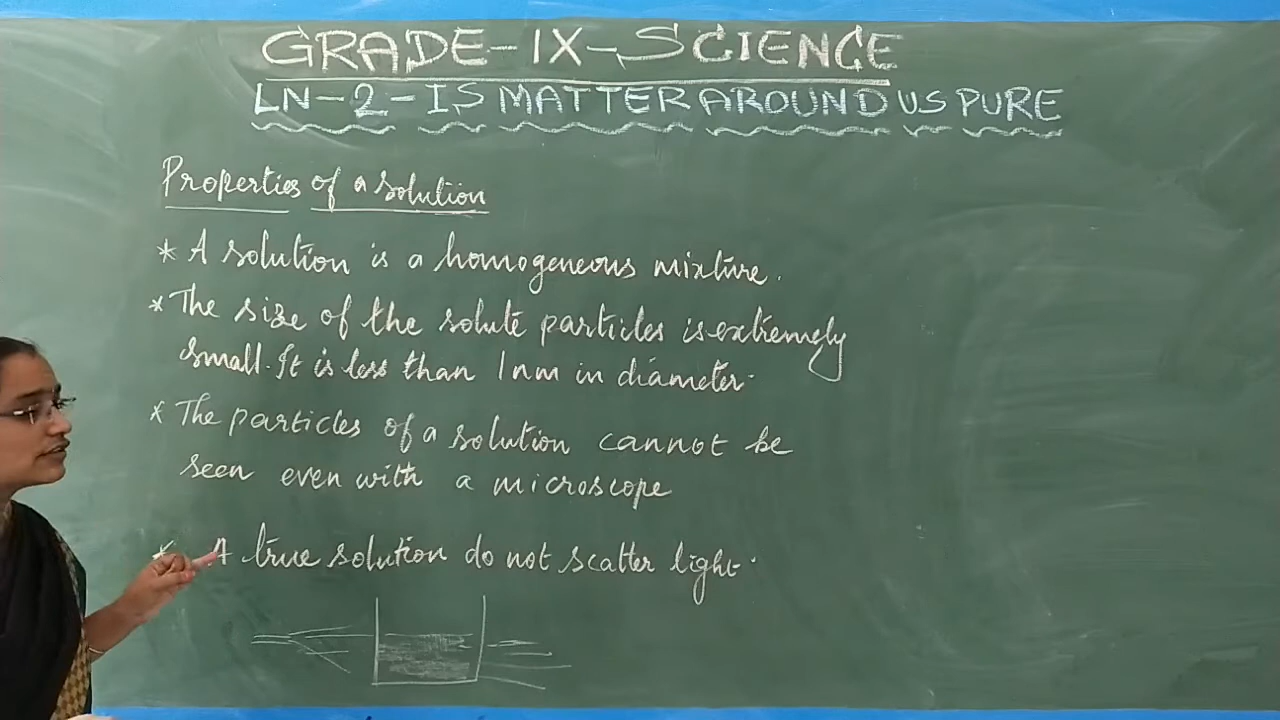 GRADE-IX-SCIENCE
LN-2-IS MATTER AROUND US PURE
Properties of a solution
* A solution is a homogeneous mixture.
* The size of the solute particles is extremely
small. It is less than 1nm in diameter.
* The particles of a solution cannot be
seen even with a microscope
* A true solution do not scatter light.